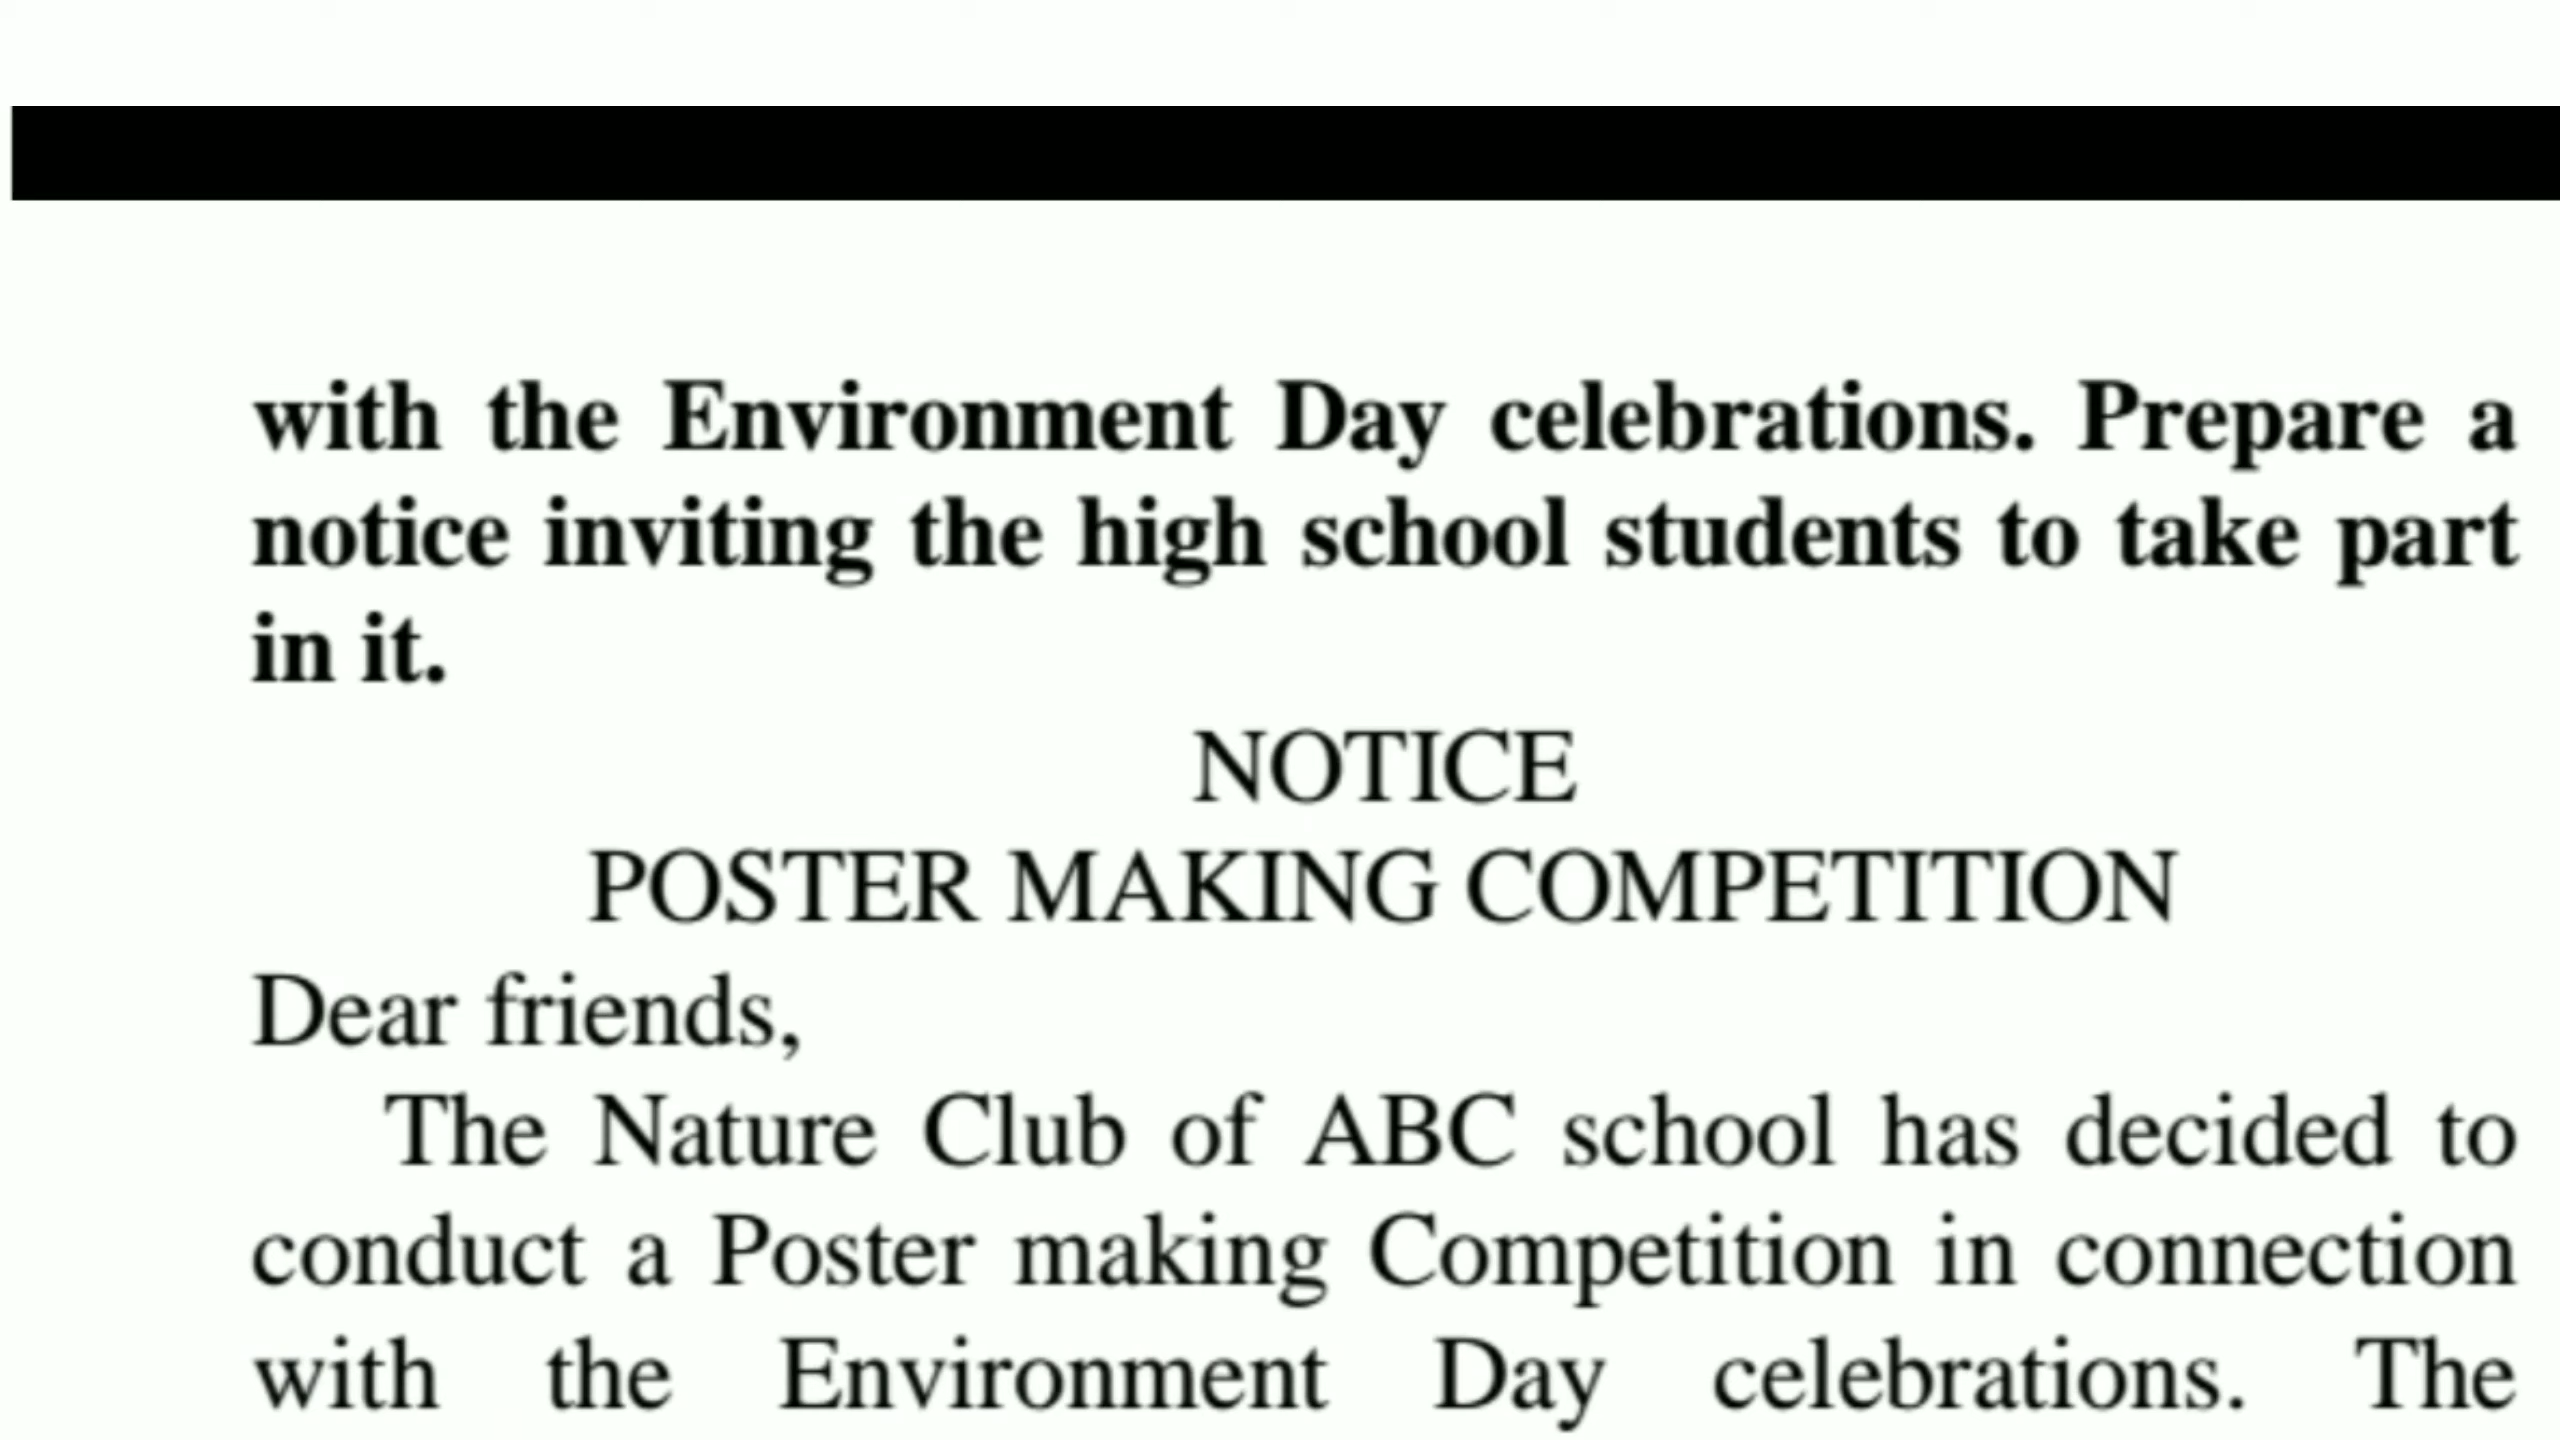 with the Environment Day celebrations. Prepare a
notice inviting the high school students to take part
in it.
NOTICE
POSTER MAKING COMPETITION
Dear friends,
The Nature Club of ABC school has decided to
conduct a Poster making Competition in connection
with the Environment Day celebrations. The